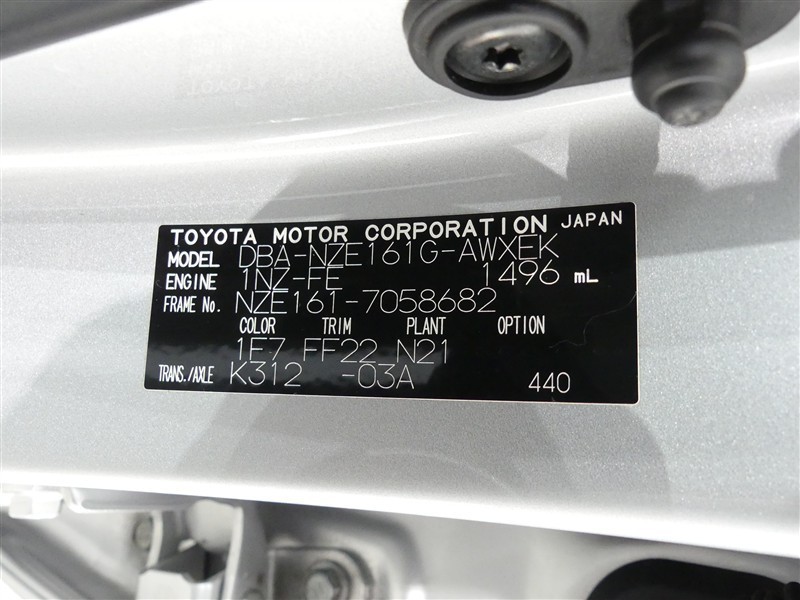 TOYOTA MOTOR CORPORATION JAPAN
MODEL DBA-NZE161G-AWXEK
ENGINE 1NZ-FE 1496 mL
FRAME No. NZE161-7058682
COLOR TRIM PLANT OPTION
1F7 FF22 N21
TRANS./AXLE K312 -03A 440